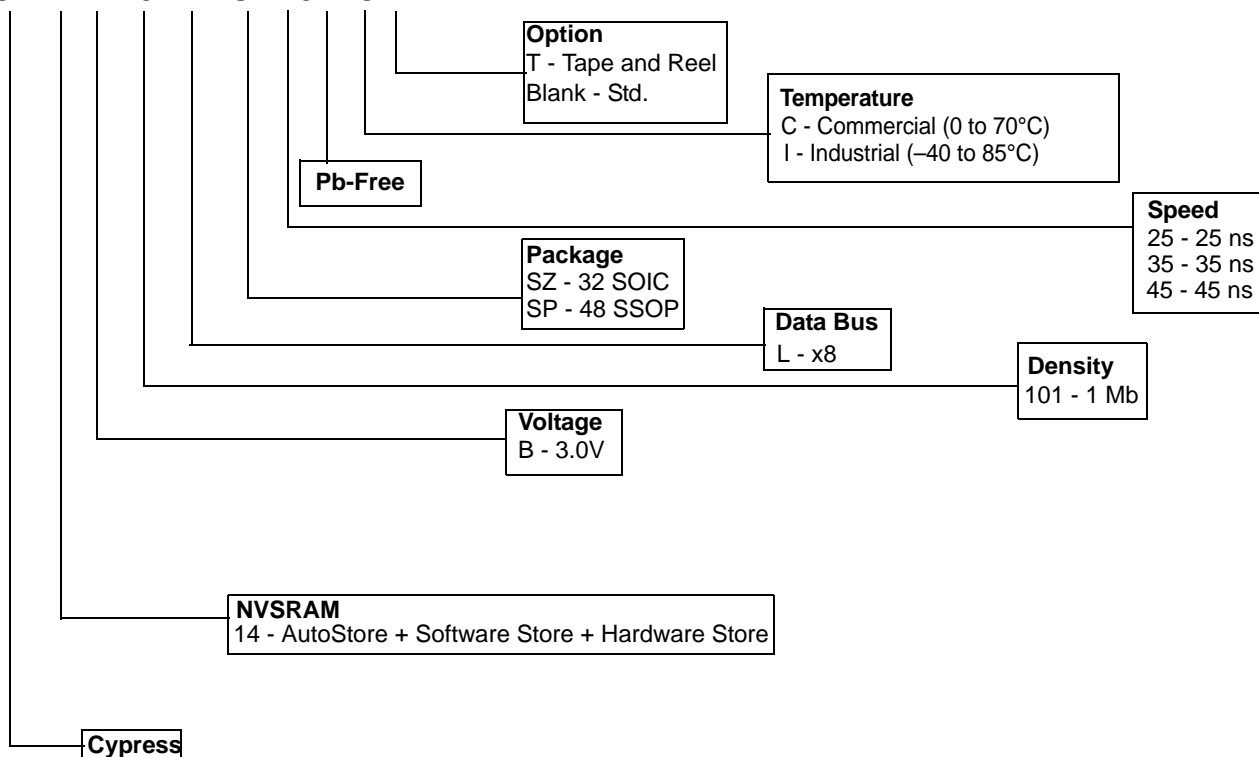 Option
T - Tape and Reel
Blank - Std.
Temperature
C - Commercial (0 to 70°C)
I - Industrial (–40 to 85°C)
Pb-Free
Speed
25 - 25 ns
35 - 35 ns
45 - 45 ns
Package
SZ - 32 SOIC
SP - 48 SSOP
Data Bus
L - x8
Density
101 - 1 Mb
Voltage
B - 3.0V
NVSRAM
14 - AutoStore + Software Store + Hardware Store
Cypress